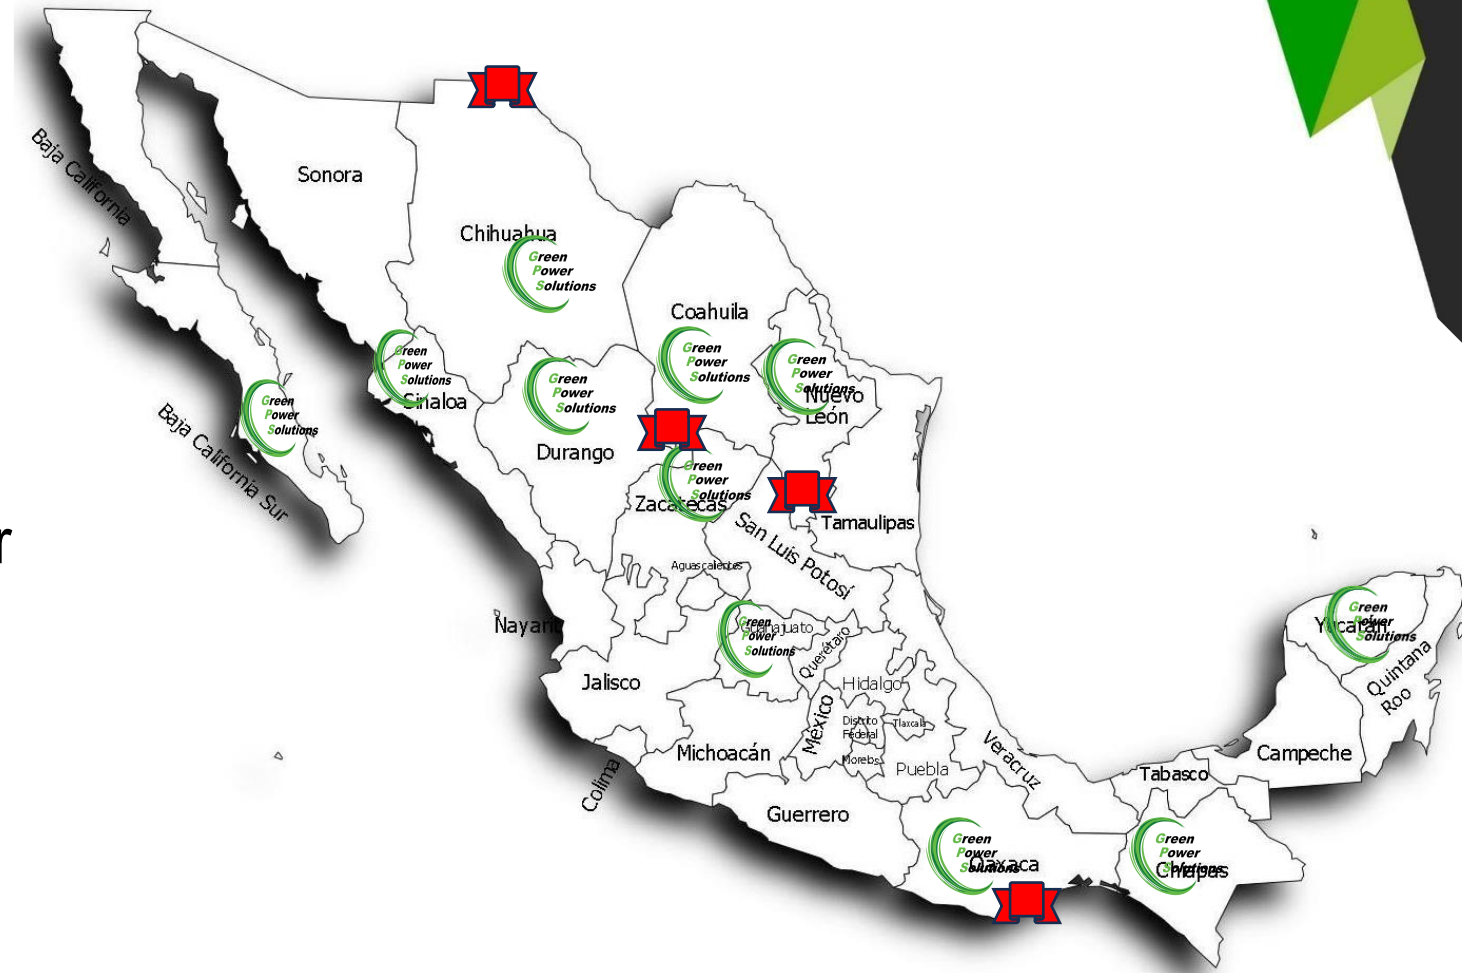 Baja California
Sonora
Chihuahua
Green
Power
Solutions
Coahuila
Green
Power
Solutions
Green
Power
Solutions
Nuevo
León
Green
Power
Solutions
Sinaloa
Green
Power
Solutions
Durango
Green
Power
Solutions
Baja California Sur
Green
Power
Solutions
Zacatecas
San Luis Potosí
Tamaulipas
r
Aguascalientes
Nayarit
Green
Power
Solutions
Guanajuato
Querétaro
Green
Power
Solutions
Yucatán
Quintana
Roo
Jalisco
Hidalgo
México
Distrito
Federal
Tlaxcala
Michoacán
Morelos
Puebla
Veracruz
Colima
Tabasco
Campeche
Guerrero
Green
Power
Solutions
Oaxaca
Green
Power
Solutions
Chiapas